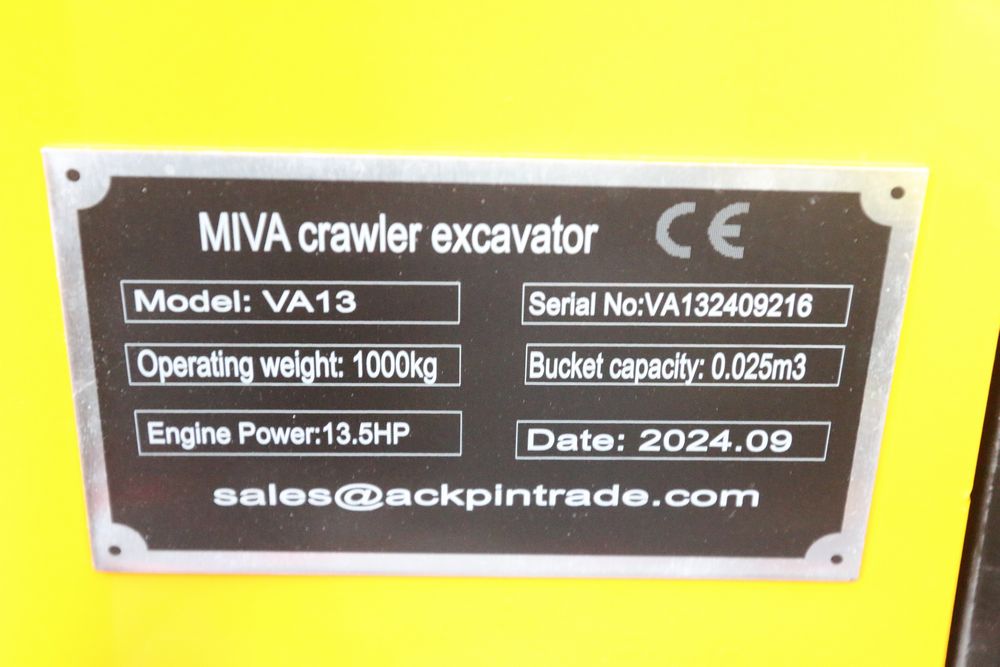 MIVA crawler excavator CE
Model: VA13
Serial No:VA132409216
Operating weight: 1000kg
Bucket capacity: 0.025m3
Engine Power:13.5HP
Date: 2024.09
sales@ackpintrade.com